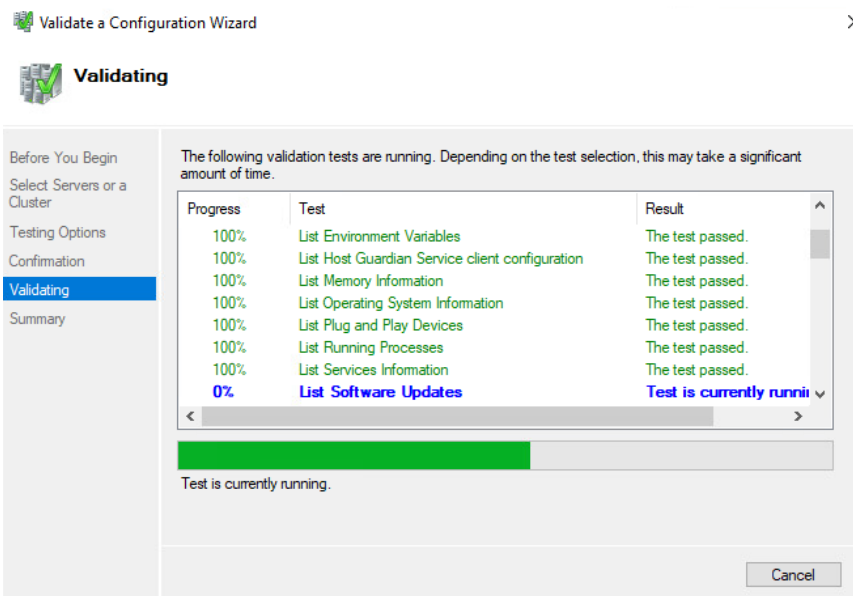 Validate a Configuration Wizard
Validating
Before You Begin
Select Servers or a
Cluster
Testing Options
Confirmation
Validating
Summary
The following validation tests are running. Depending on the test selection, this may take a significant
amount of time.
Progress Test Result
100% List Environment Variables The test passed.
100% List Host Guardian Service client configuration The test passed.
100% List Memory Information The test passed.
100% List Operating System Information The test passed.
100% List Plug and Play Devices The test passed.
100% List Running Processes The test passed.
100% List Services Information The test passed.
0% List Software Updates Test is currently runnin
Test is currently running.
Cancel